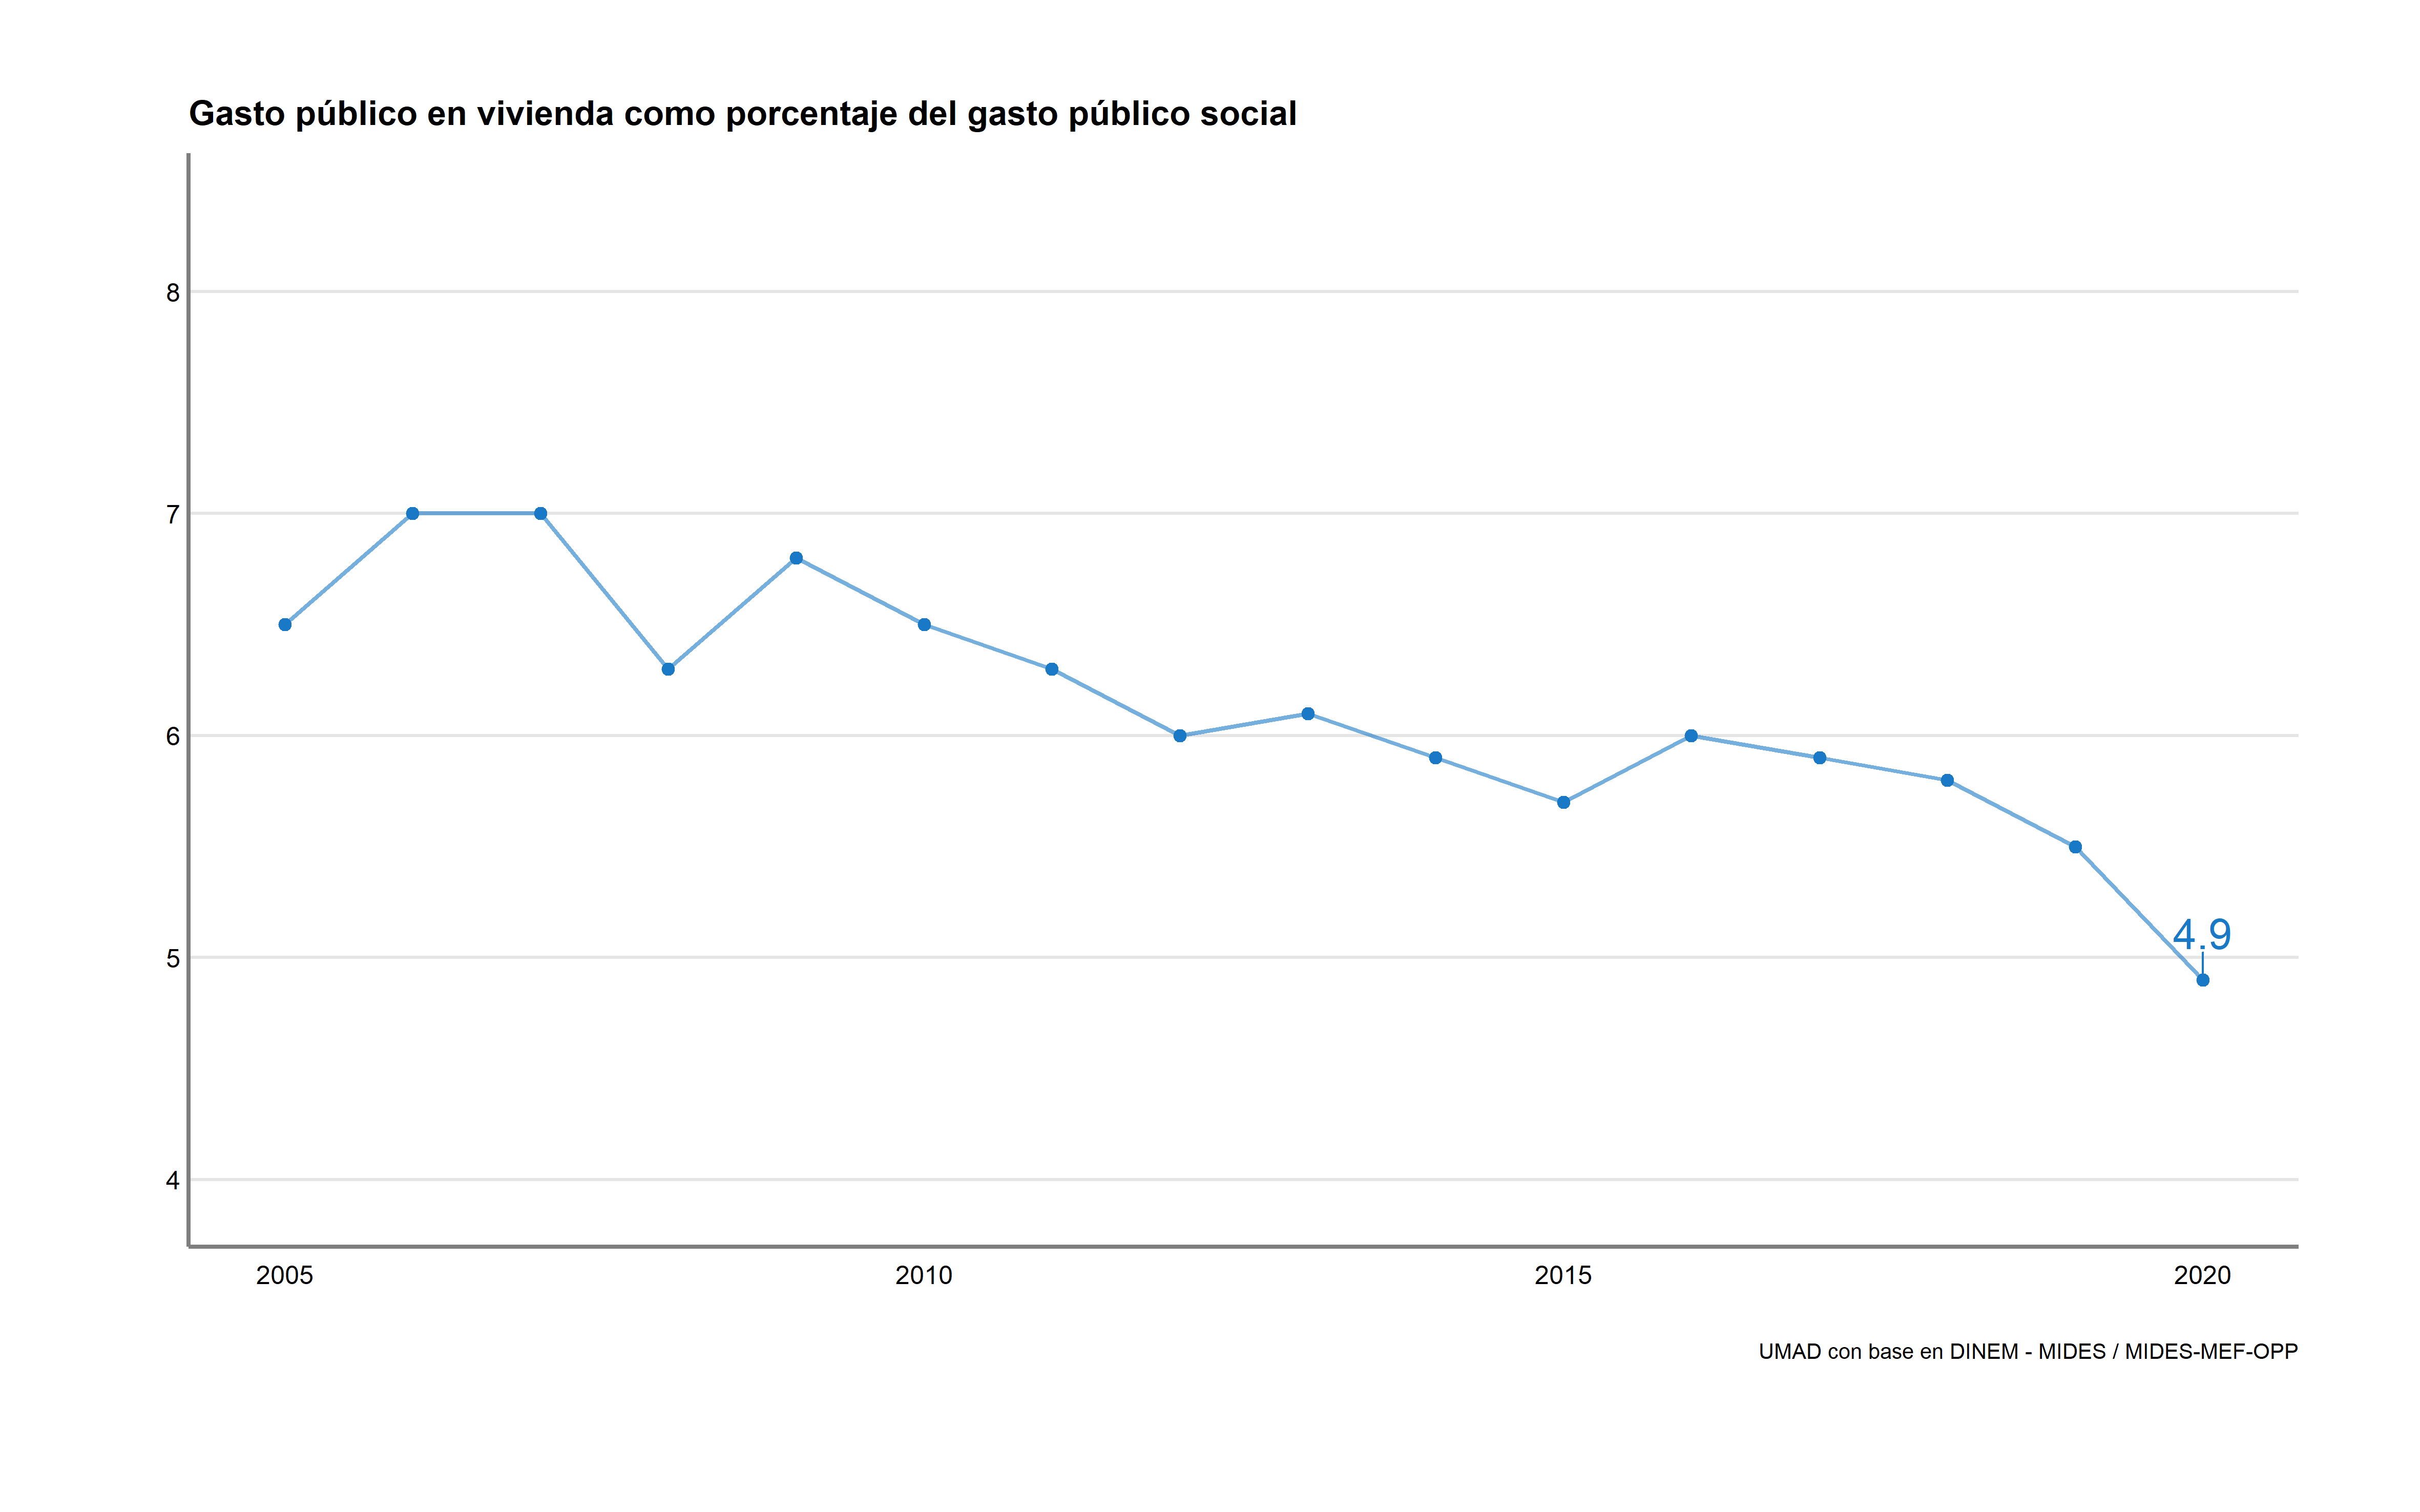 Gasto público en vivienda como porcentaje del gasto público social
8
7
6
5
4
4.9
2005 2010 2015 2020
UMAD con base en DINEM - MIDES / MIDES-MEF-OPP